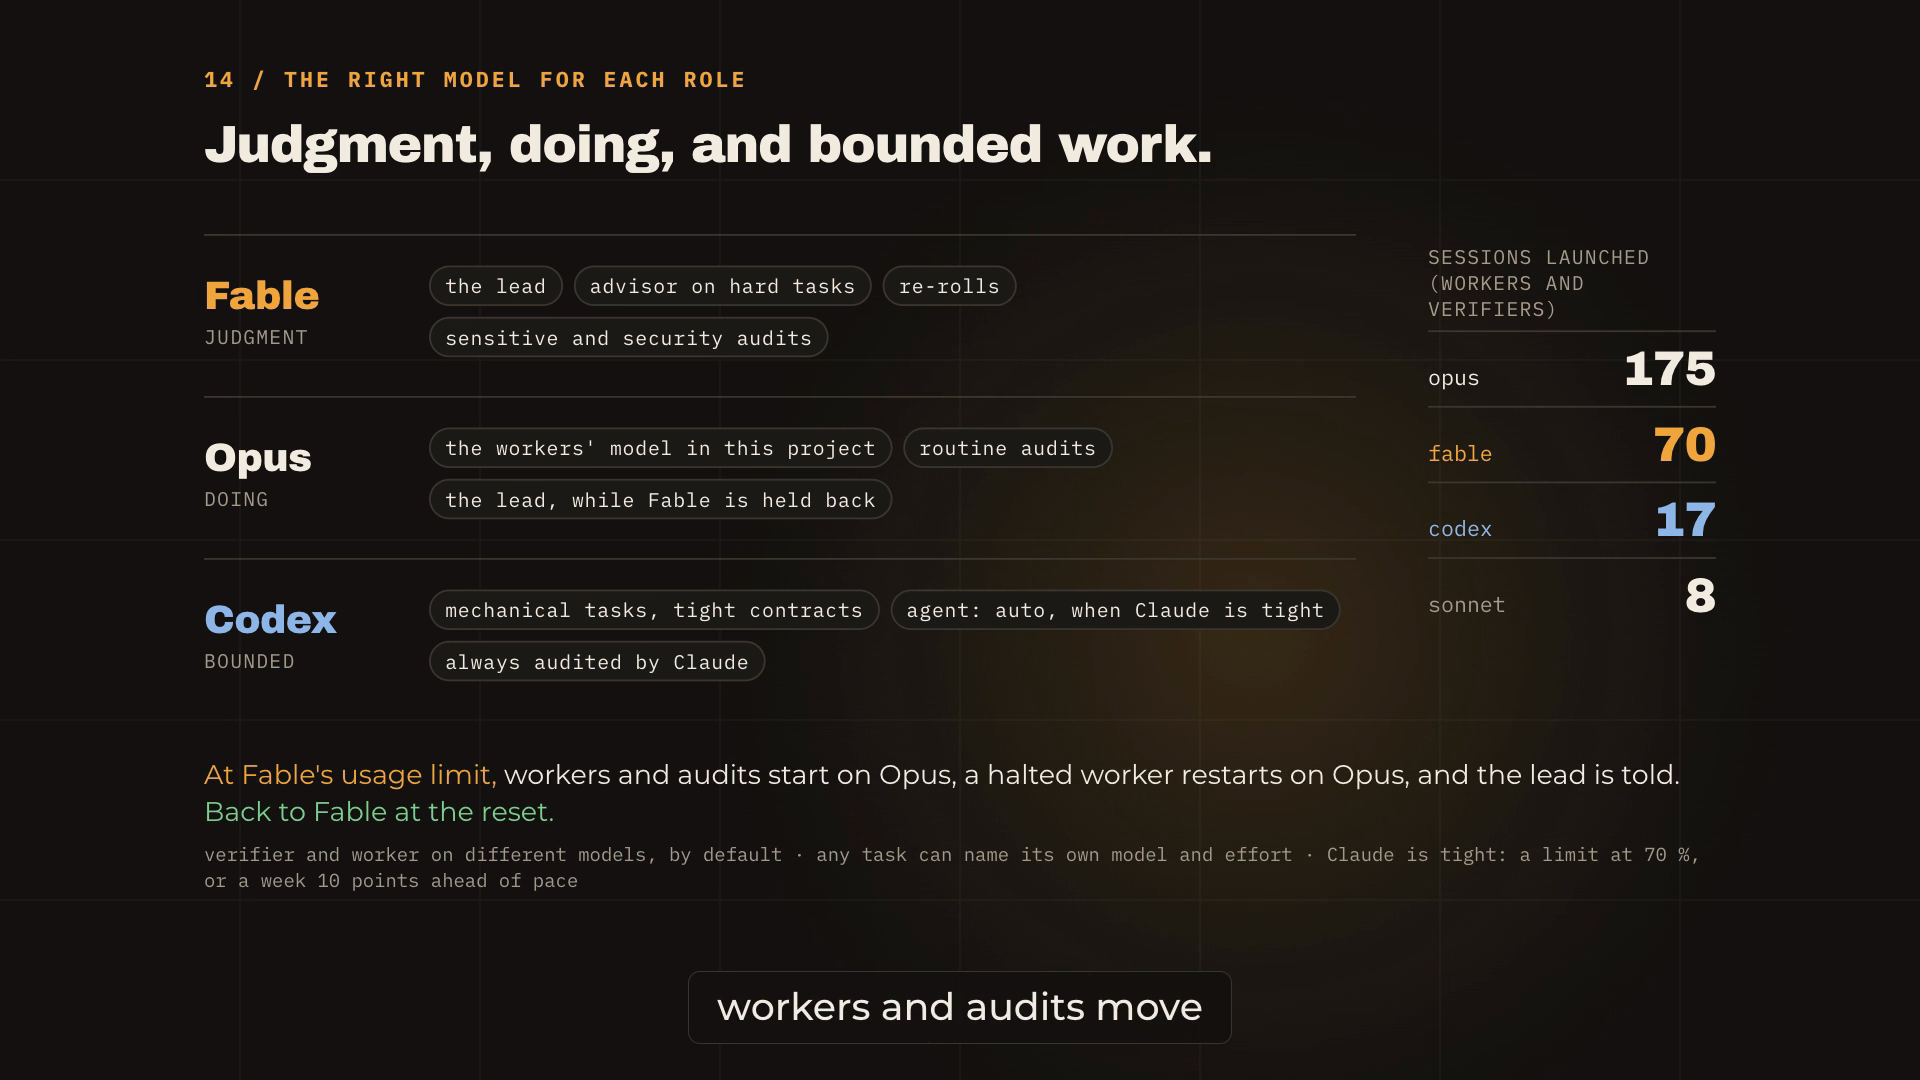 14 / THE RIGHT MODEL FOR EACH ROLE
Judgment, doing, and bounded work.
Fable
JUDGMENT
the lead
advisor on hard tasks
re-rolls
sensitive and security audits
Opus
DOING
the workers' model in this project
routine audits
the lead, while Fable is held back
Codex
BOUNDED
mechanical tasks, tight contracts
agent: auto, when Claude is tight
always audited by Claude
SESSIONS LAUNCHED
(WORKERS AND
VERIFIERS)
opus 175
fable 70
codex 17
sonnet 8
At Fable's usage limit, workers and audits start on Opus, a halted worker restarts on Opus, and the lead is told.
Back to Fable at the reset.
verifier and worker on different models, by default · any task can name its own model and effort · Claude is tight: a limit at 70 %,
or a week 10 points ahead of pace
workers and audits move